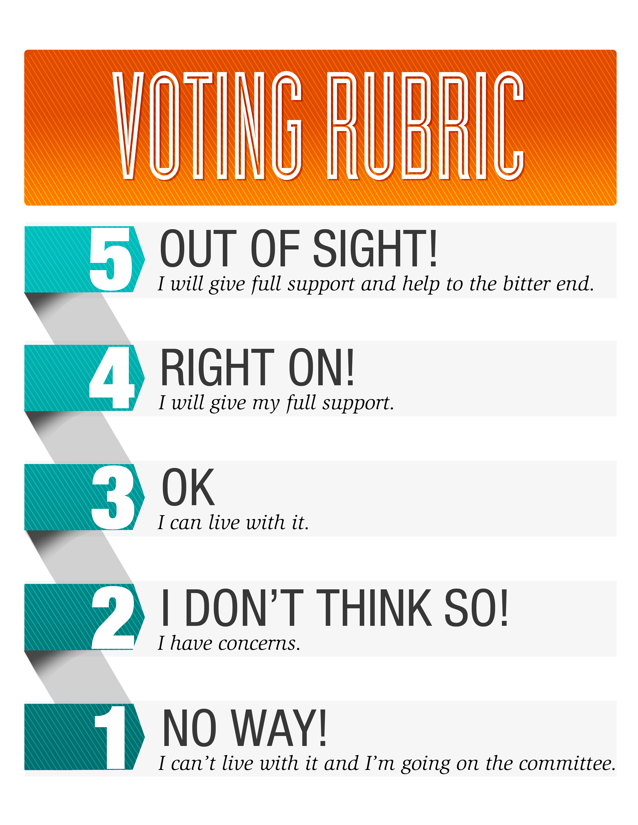 VOTING RUBRIC
5 OUT OF SIGHT!
I will give full support and help to the bitter end.
4 RIGHT ON!
I will give my full support.
3 OK
I can live with it.
2 I DON’T THINK SO!
I have concerns.
1 NO WAY!
I can’t live with it and I’m going on the committee.